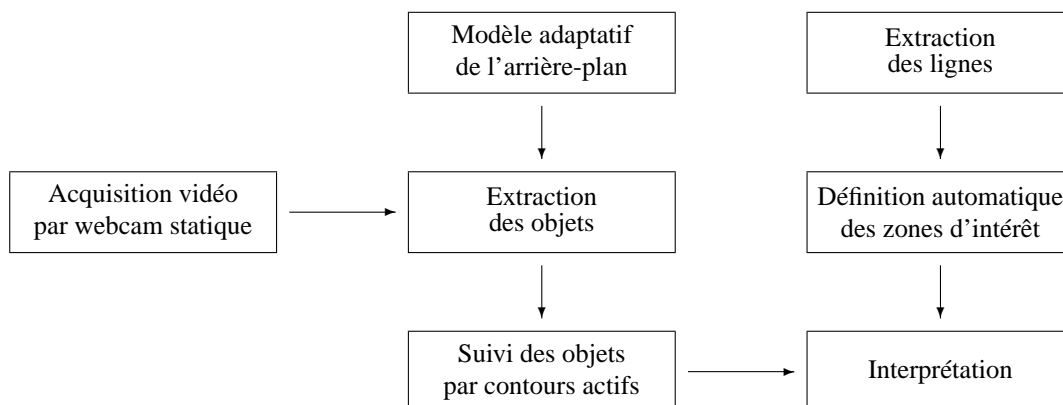 Modèle adaptatif
de l’arrière-plan
Extraction
des lignes
Acquisition vidéo
par webcam statique
Extraction
des objets
Définition automatique
des zones d’intérêt
Suivi des objets
par contours actifs
Interprétation